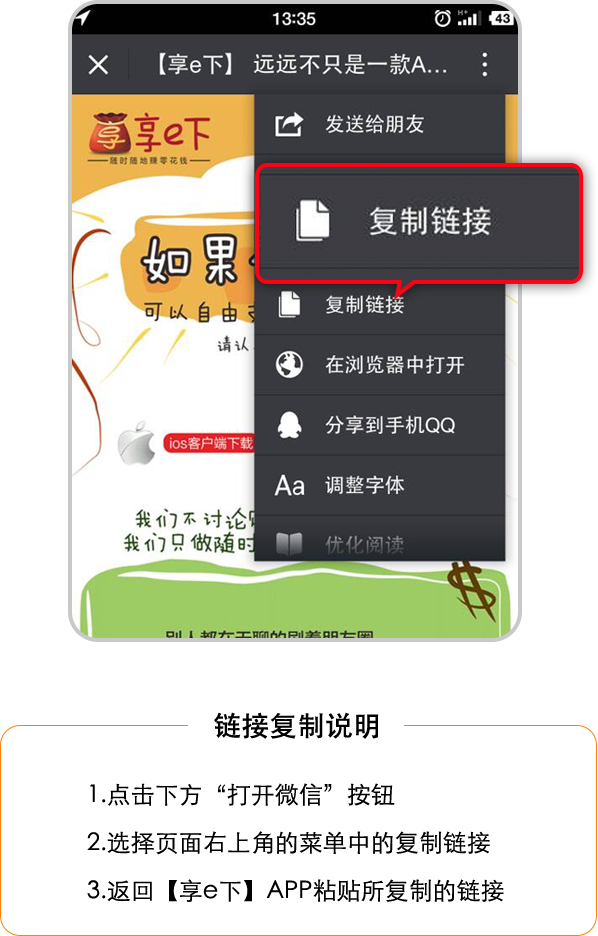 13:35
H+
43
【享e下】 远远不只是一款A...
享
享e下
随时随地赚零花钱
发送给朋友
复制链接
如果
可以自由支
复制链接
请认
在浏览器中打开
ios客户端下载
分享到手机QQ
Aa 调整字体
我们不讨论
优化阅读
我们只做随时
$
别人都在无聊的刷着朋友圈
链接复制说明
1.点击下方“打开微信”按钮
2.选择页面右上角的菜单中的复制链接
3.返回【享e下】APP粘贴所复制的链接